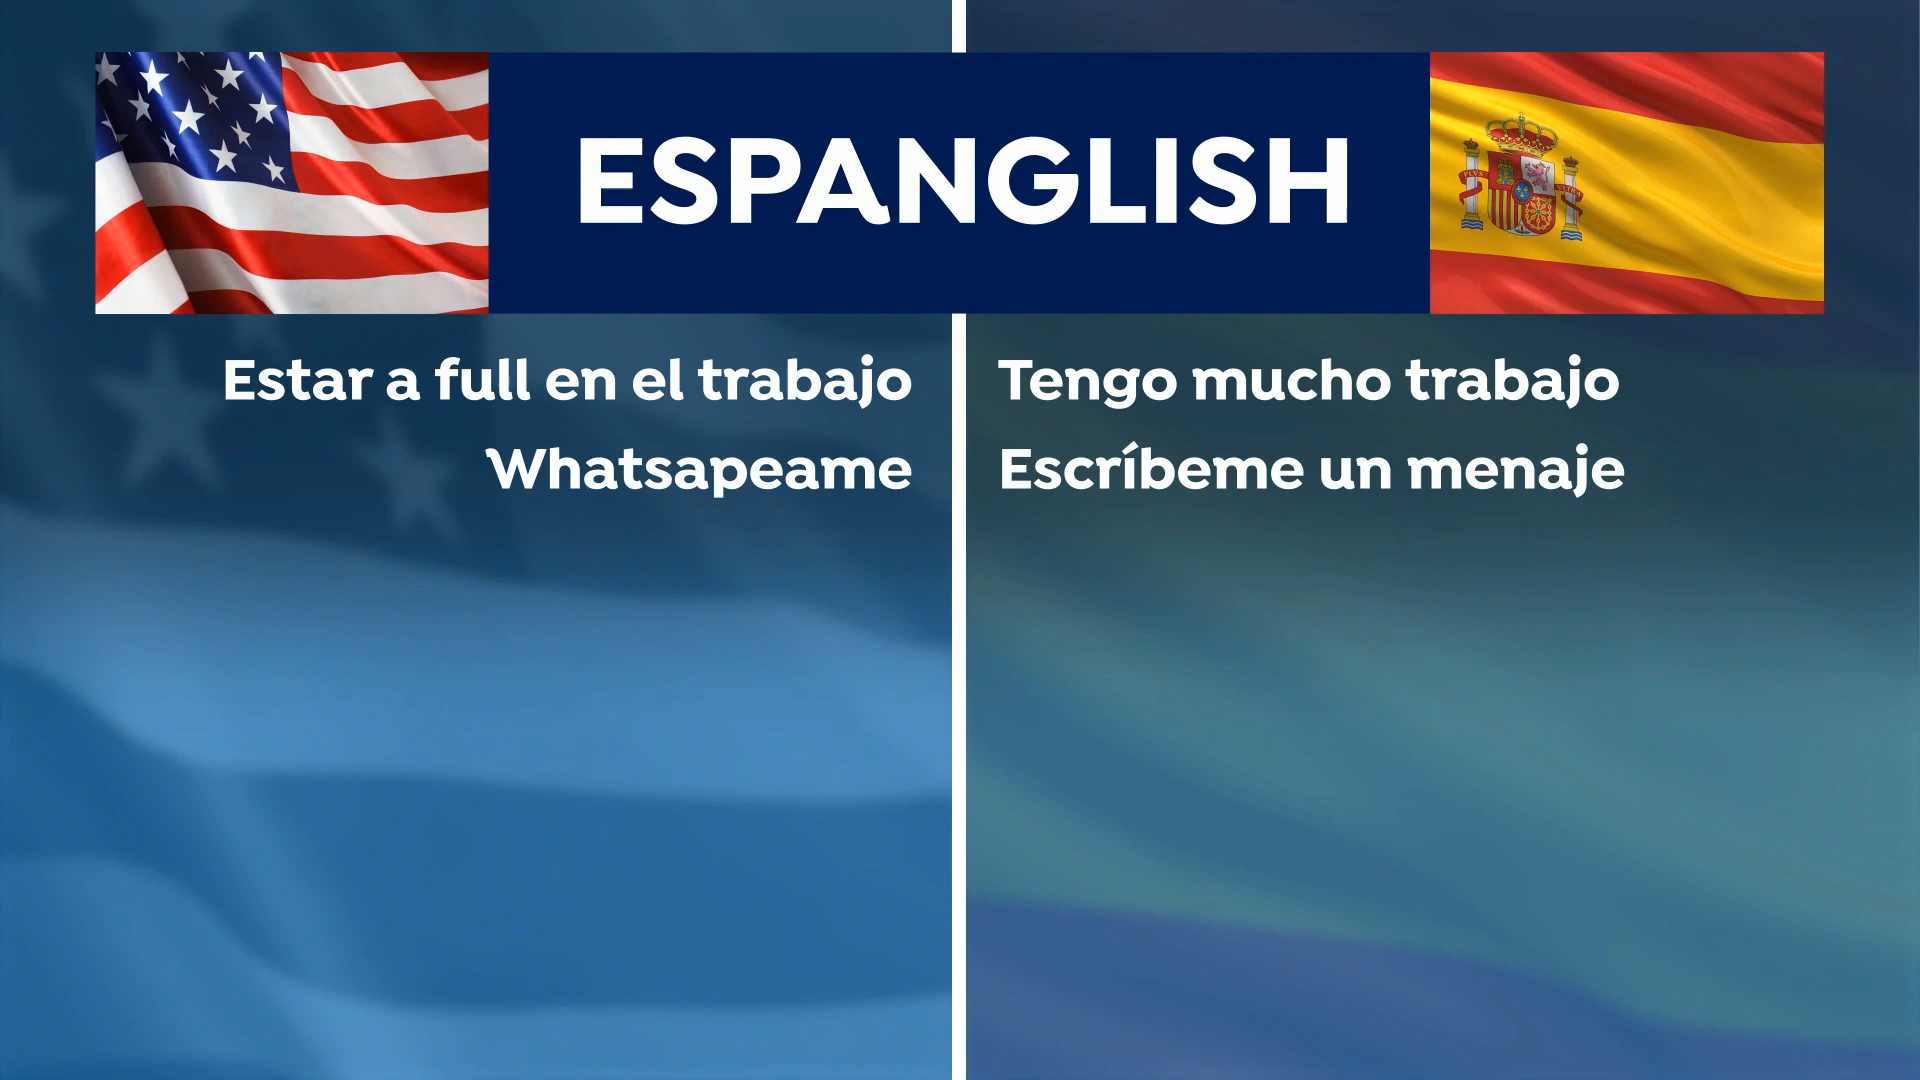 ESPANGLISH
Estar a full en el trabajo
Tengo mucho trabajo
Whatsapeame
Escríbeme un menaje